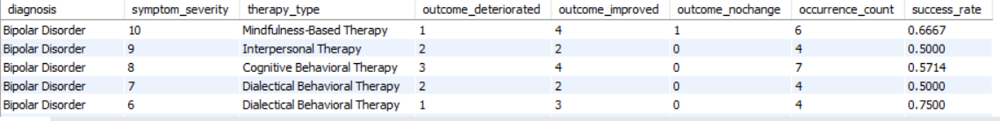 diagnosis symptom_severity therapy_type outcome_deteriorated outcome_improved outcome_nochange occurrence_count success_rate
Bipolar Disorder 10 Mindfulness-Based Therapy 1 4 1 6 0.6667
Bipolar Disorder 9 Interpersonal Therapy 2 2 0 4 0.5000
Bipolar Disorder 8 Cognitive Behavioral Therapy 3 4 0 7 0.5714
Bipolar Disorder 7 Dialectical Behavioral Therapy 2 2 0 4 0.5000
Bipolar Disorder 6 Dialectical Behavioral Therapy 1 3 0 4 0.7500